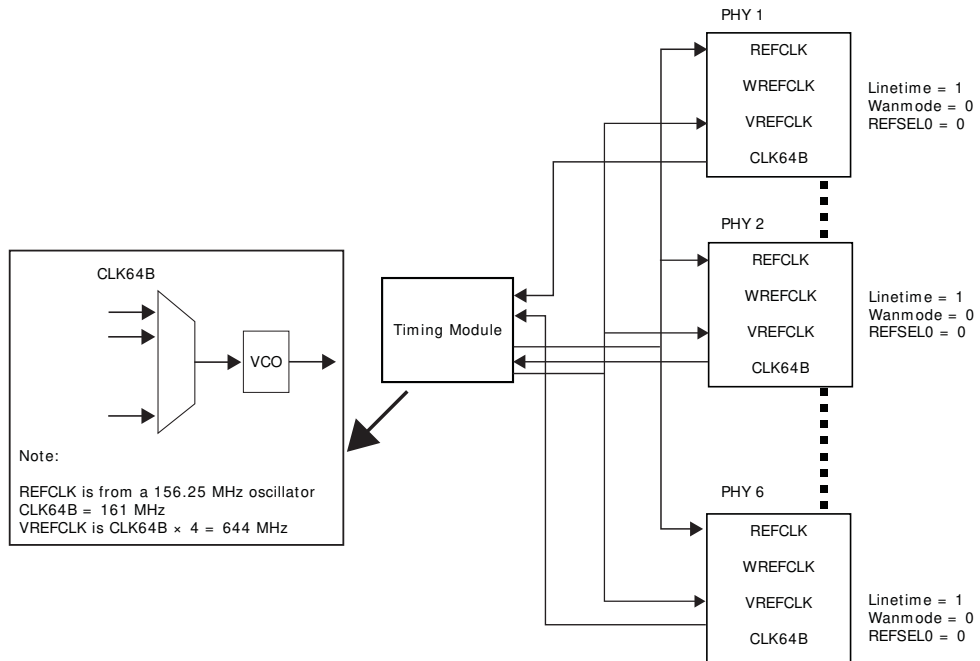 PHY 1
REFCLK
WREFCLK
VREFCLK
CLK64B
Linetime = 1
Wanmode = 0
REFSEL0 = 0
PHY 2
REFCLK
WREFCLK
VREFCLK
CLK64B
Linetime = 1
Wanmode = 0
REFSEL0 = 0
Timing Module
CLK64B
VCO
Note:
REFCLK is from a 156.25 MHz oscillator
CLK64B = 161 MHz
VREFCLK is CLK64B × 4 = 644 MHz
PHY 6
REFCLK
WREFCLK
VREFCLK
CLK64B
Linetime = 1
Wanmode = 0
REFSEL0 = 0